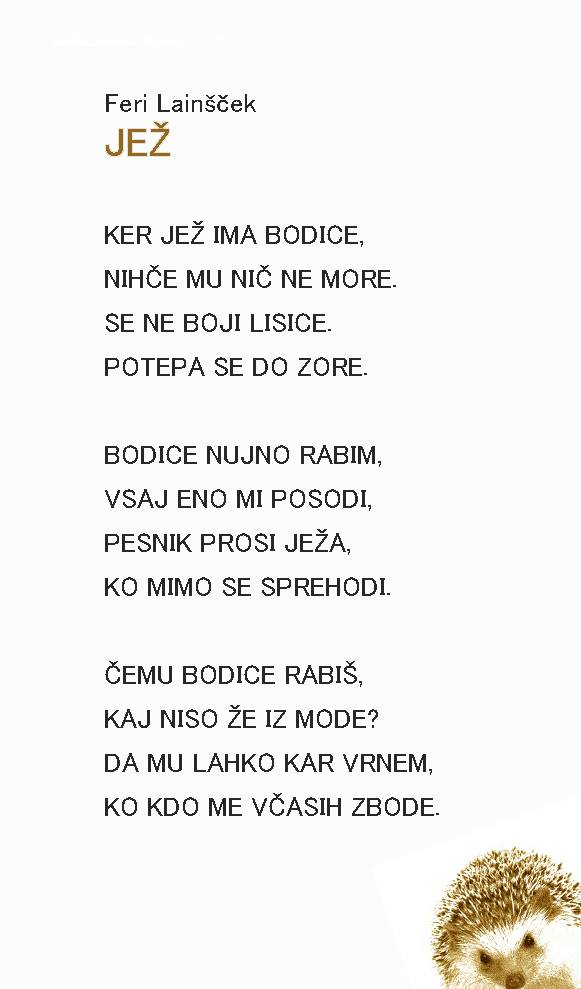 Feri Lainšček
JEŽ
KER JEŽ IMA BODICE,
NIHČE MU NIČ NE MORE.
SE NE BOJI LISICE.
POTEPA SE DO ZORE.
BODICE NUJNO RABIM,
VSAJ ENO MI POSODI,
PESNIK PROSI JEŽA,
KO MIMO SE SPREHODI.
ČEMU BODICE RABIŠ,
KAJ NISO ŽE IZ MODE?
DA MU LAHKO KAR VRNEM,
KO KDO ME VČASIH ZBODE.